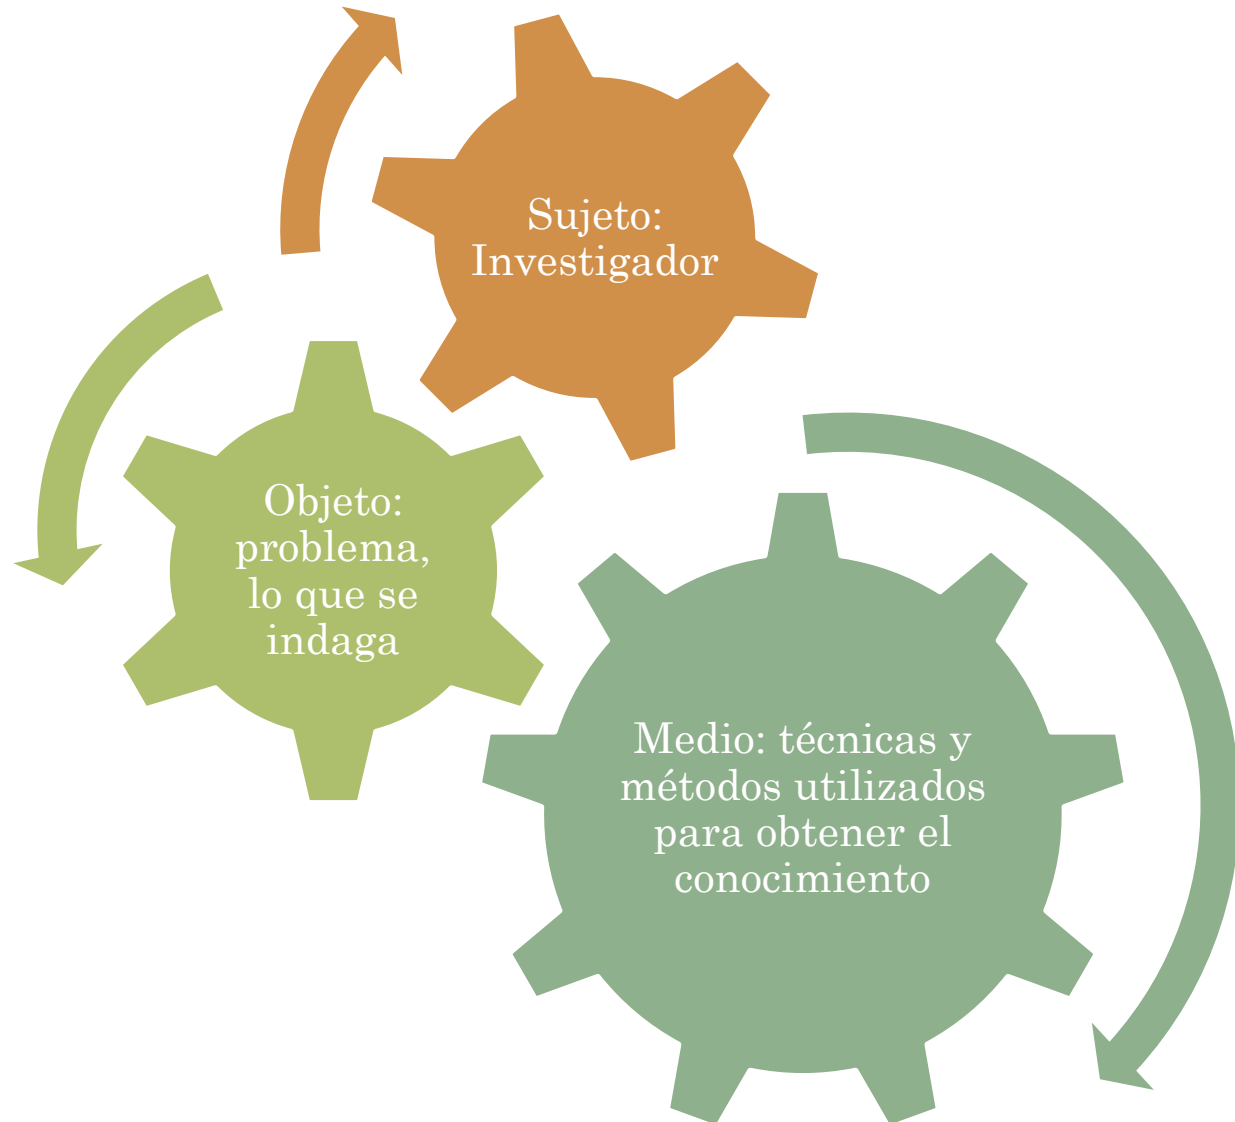 Sujeto:
Investigador
Objeto:
problema,
lo que se
indaga
Medio: técnicas y
métodos utilizados
para obtener el
conocimiento